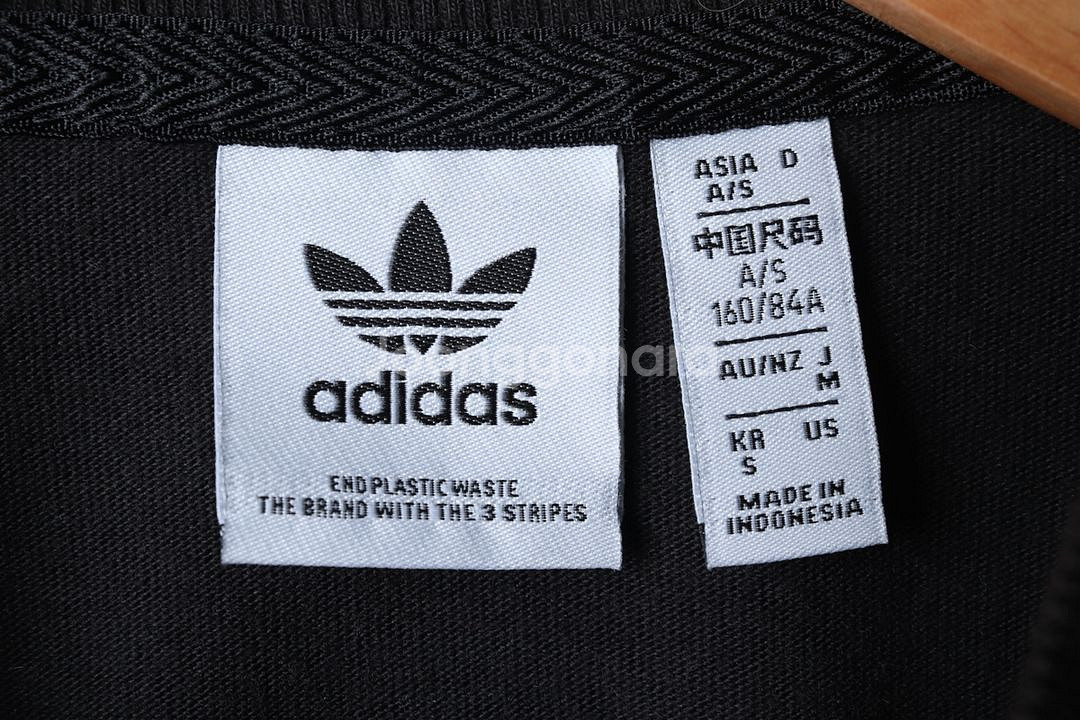 adidas
END PLASTIC WASTE
THE BRAND WITH THE 3 STRIPES
ASIA D
A/S
中国尺码
A/S
160/84A
AU/NZ J
M
KR US
S
MADE IN
INDONESIA